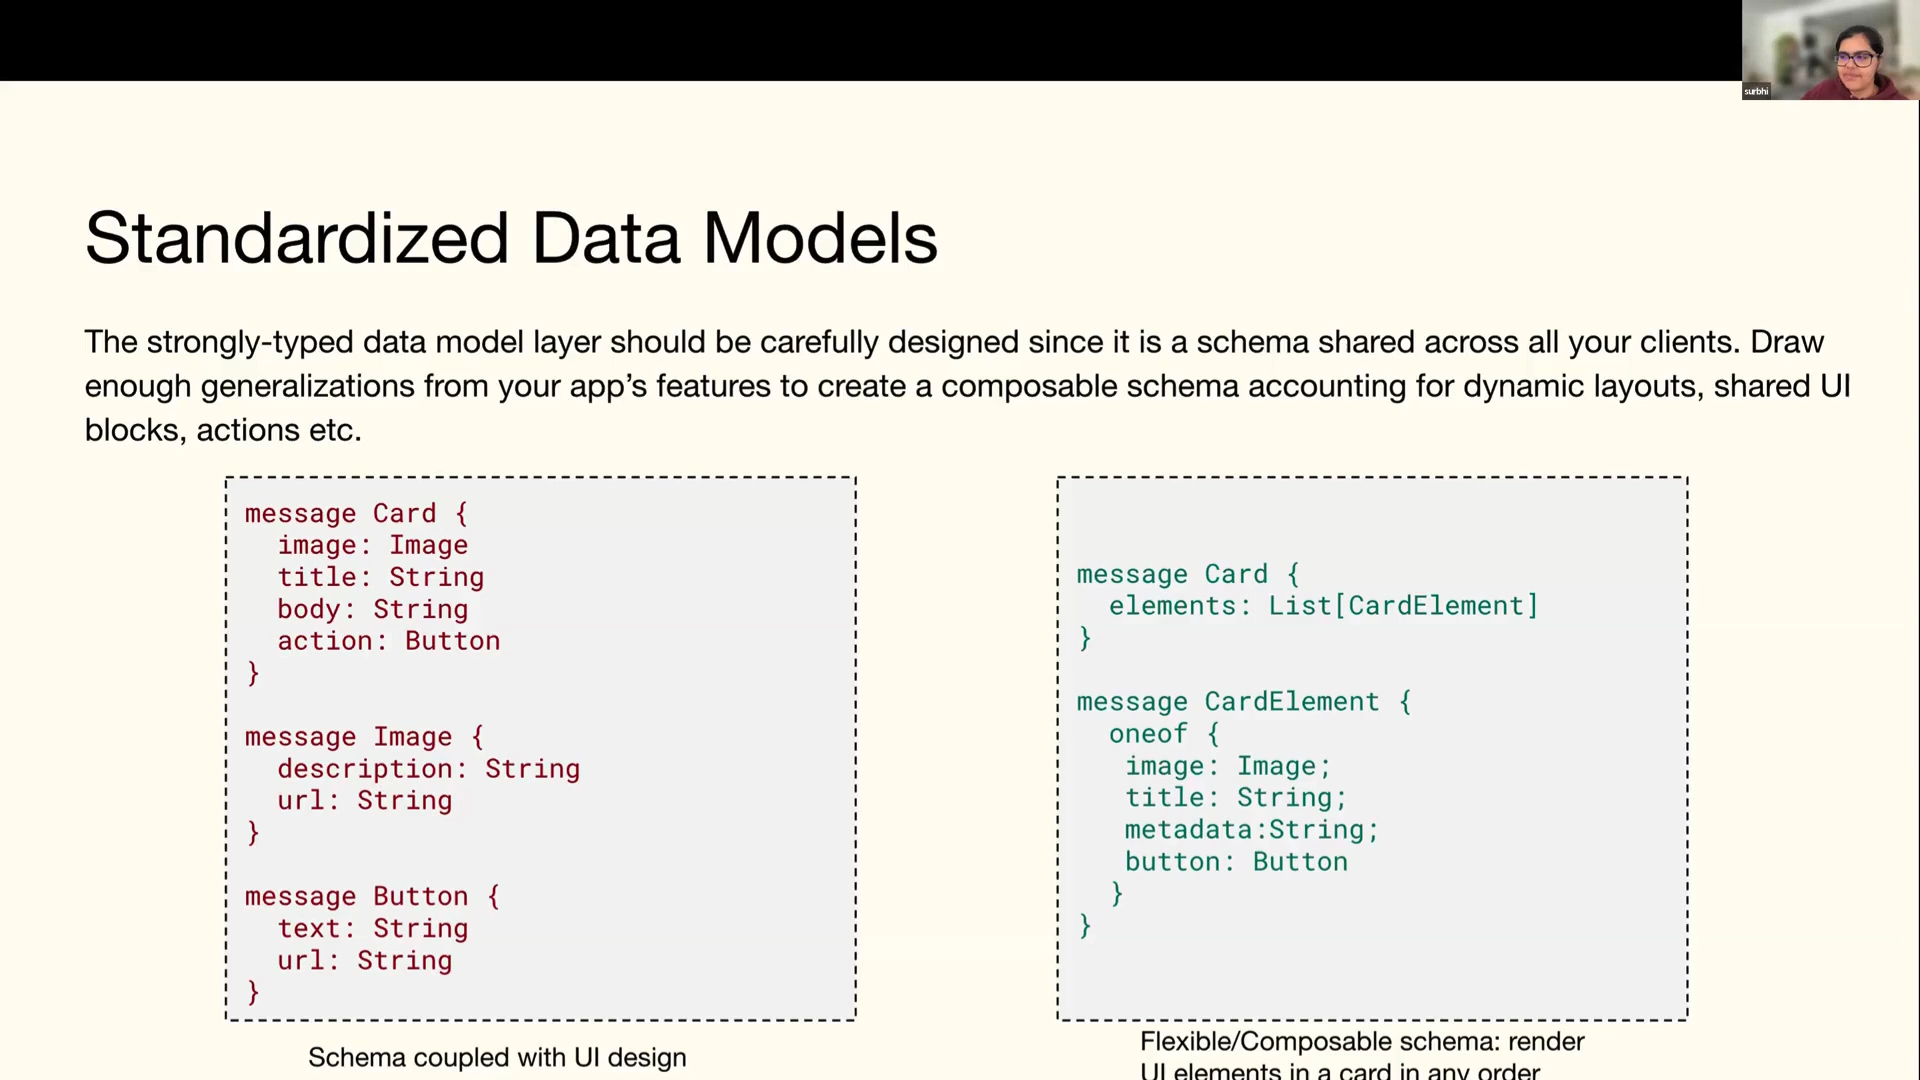 surbhi
Standardized Data Models
The strongly-typed data model layer should be carefully designed since it is a schema shared across all your clients. Draw
enough generalizations from your app’s features to create a composable schema accounting for dynamic layouts, shared UI
blocks, actions etc.
message Card {
  image: Image
  title: String
  body: String
  action: Button
}
message Image {
  description: String
  url: String
}
message Button {
  text: String
  url: String
}
Schema coupled with UI design
message Card {
  elements: List[CardElement]
}
message CardElement {
  oneof {
   image: Image;
   title: String;
   metadata:String;
   button: Button
  }
}
Flexible/Composable schema: render
UI elements in a card in any order